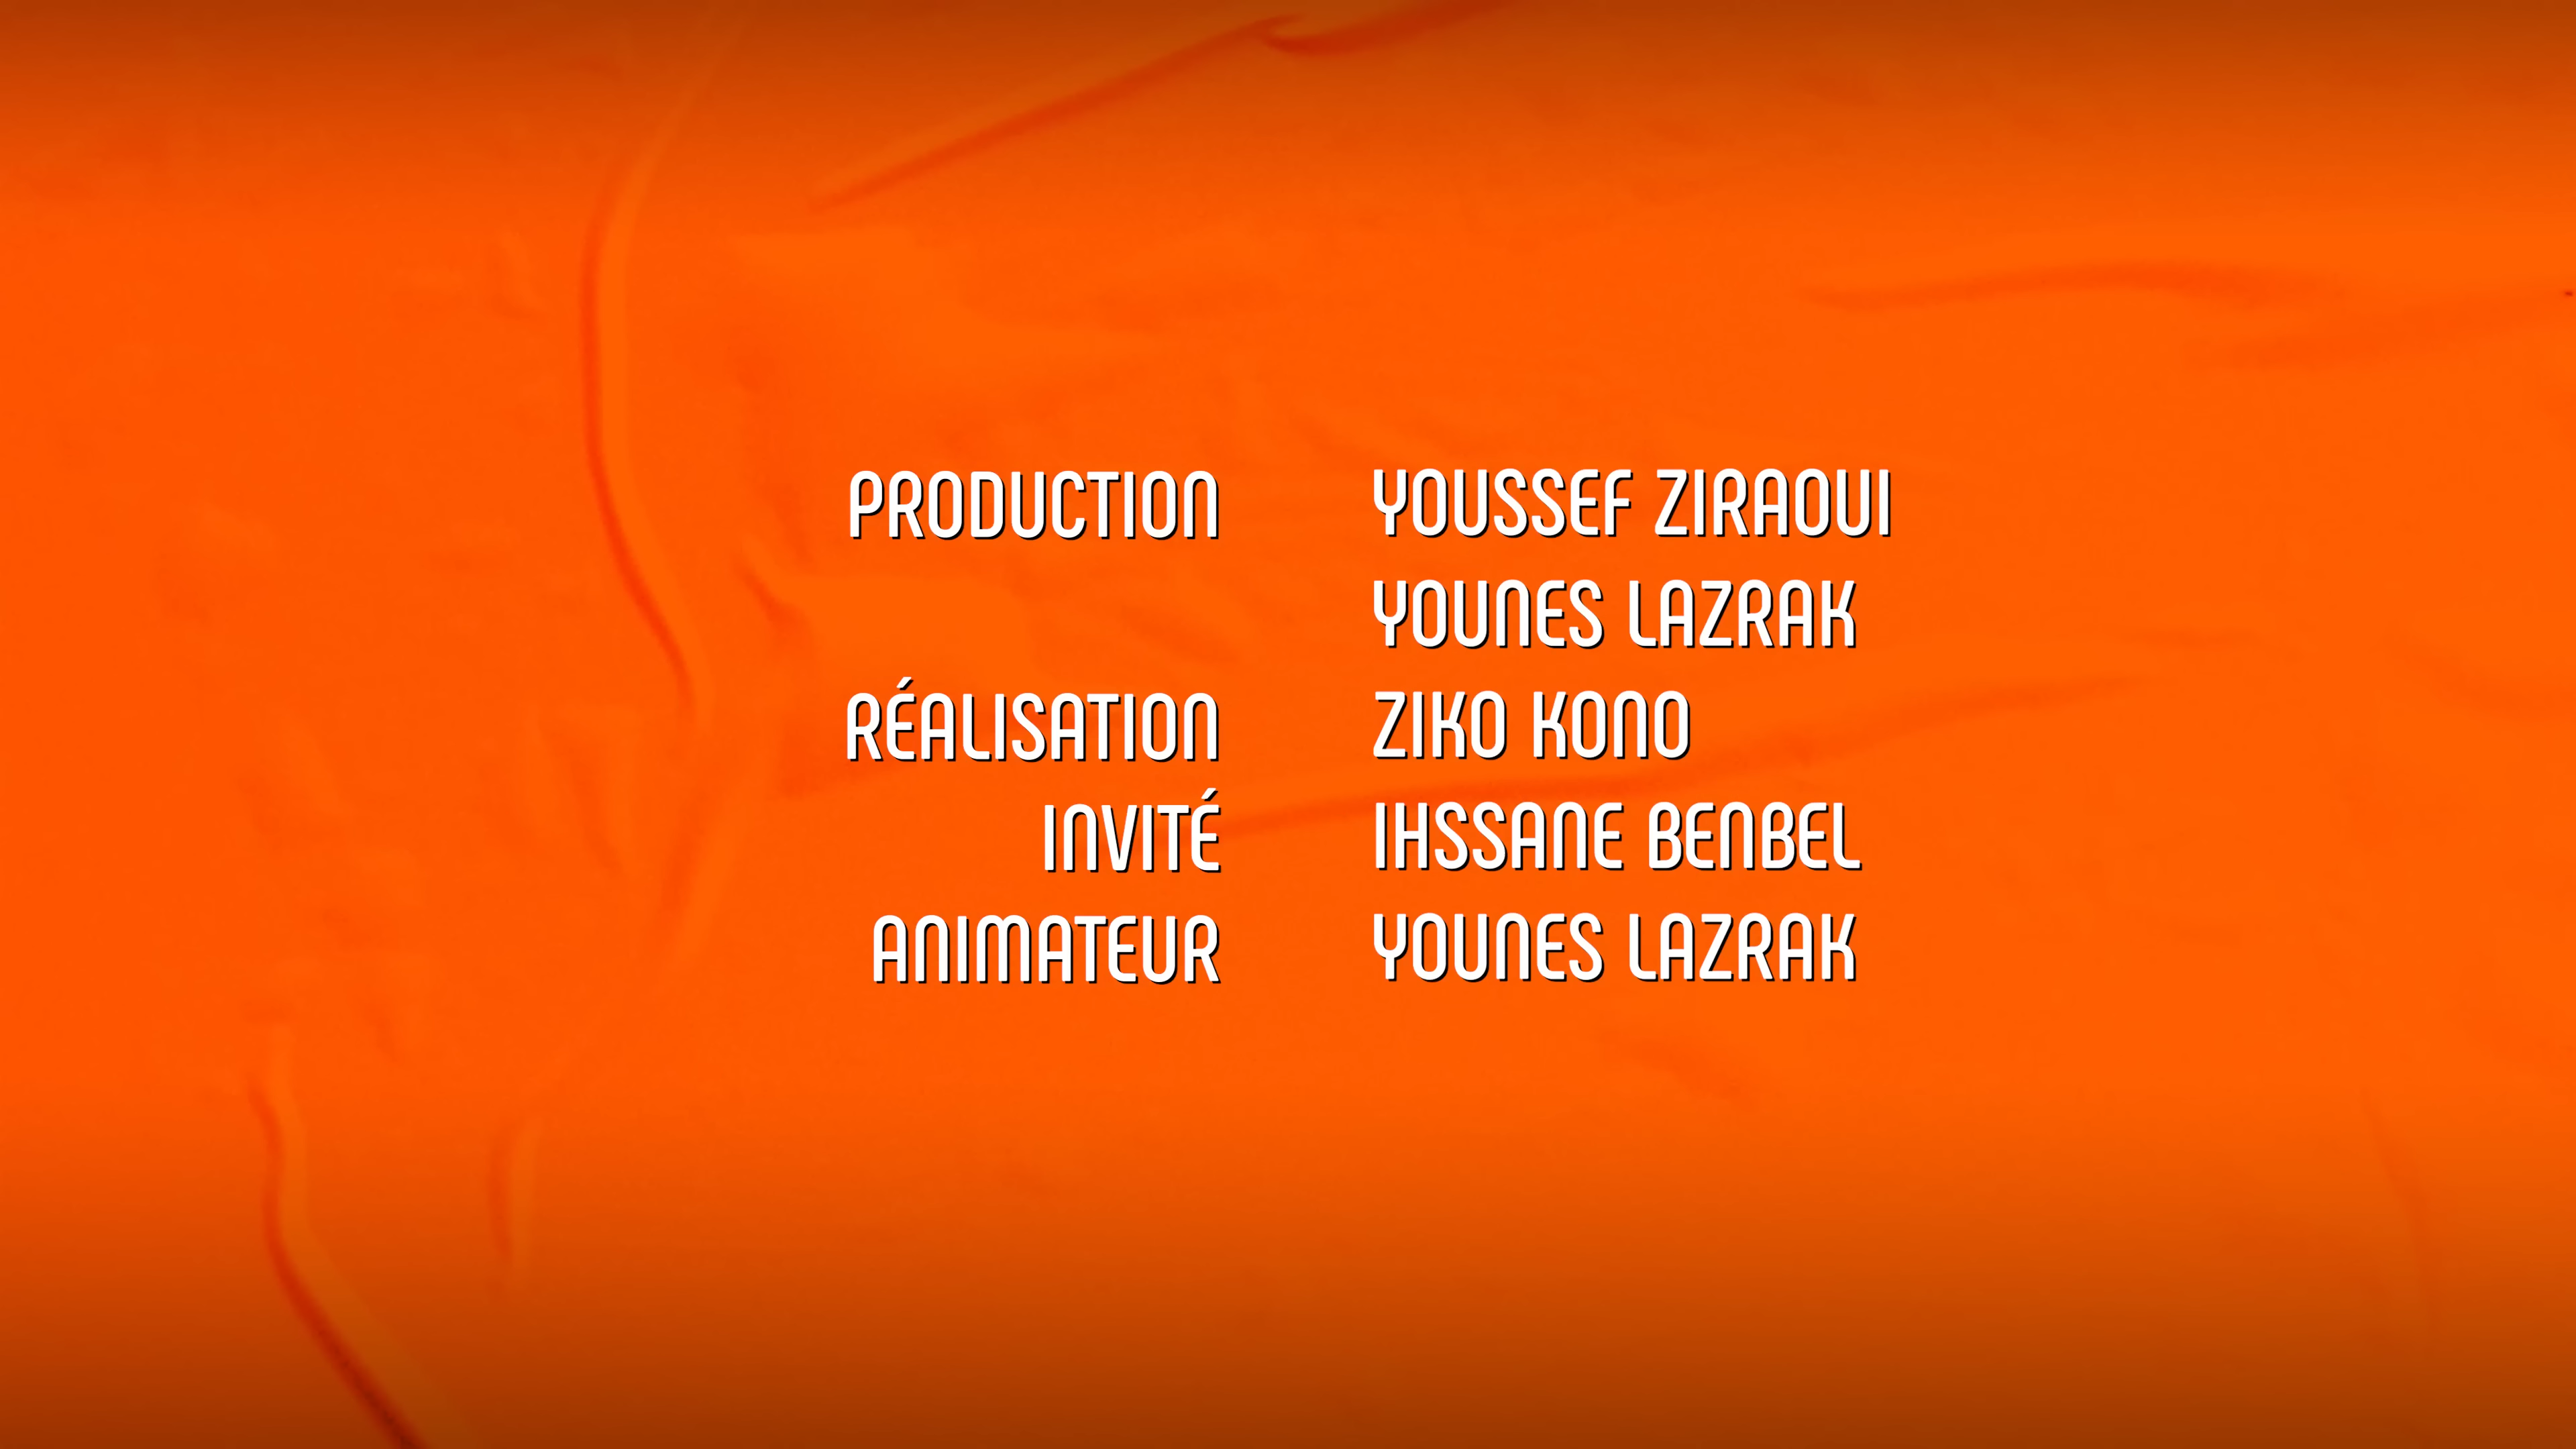 PRODUCTION YOUSSEF ZIRAOUI
YOUNES LAZRAK
RÉALISATION ZIKO KONO
INVITÉ IHSSANE BENBEL
ANIMATEUR YOUNES LAZRAK